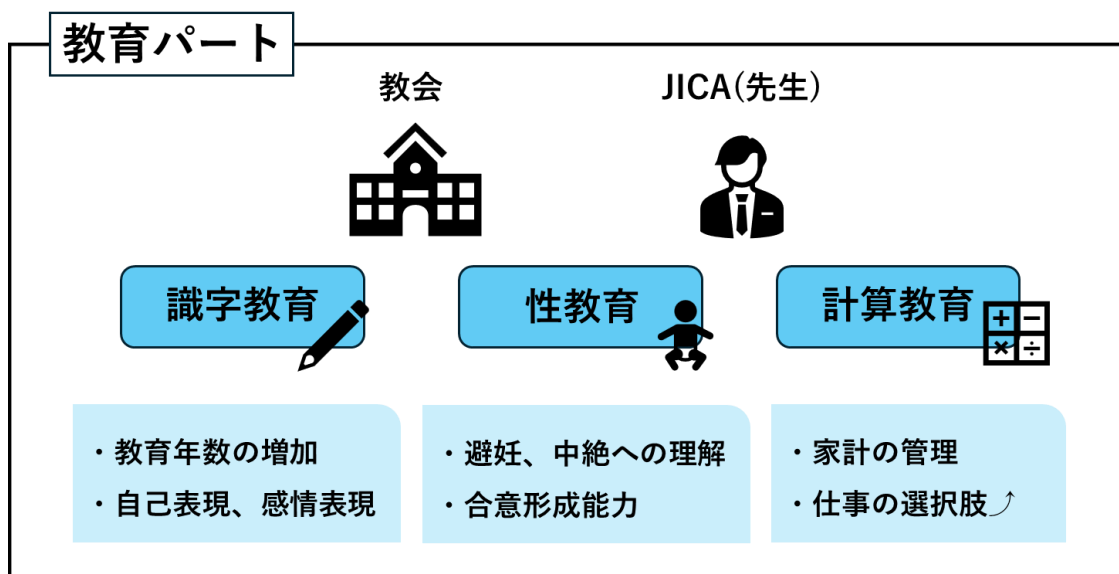 教育パート
教会
JICA(先生)
識字教育
性教育
計算教育
+ −
× ÷
・教育年数の増加
・自己表現、感情表現
・避妊、中絶への理解
・合意形成能力
・家計の管理
・仕事の選択肢⤴